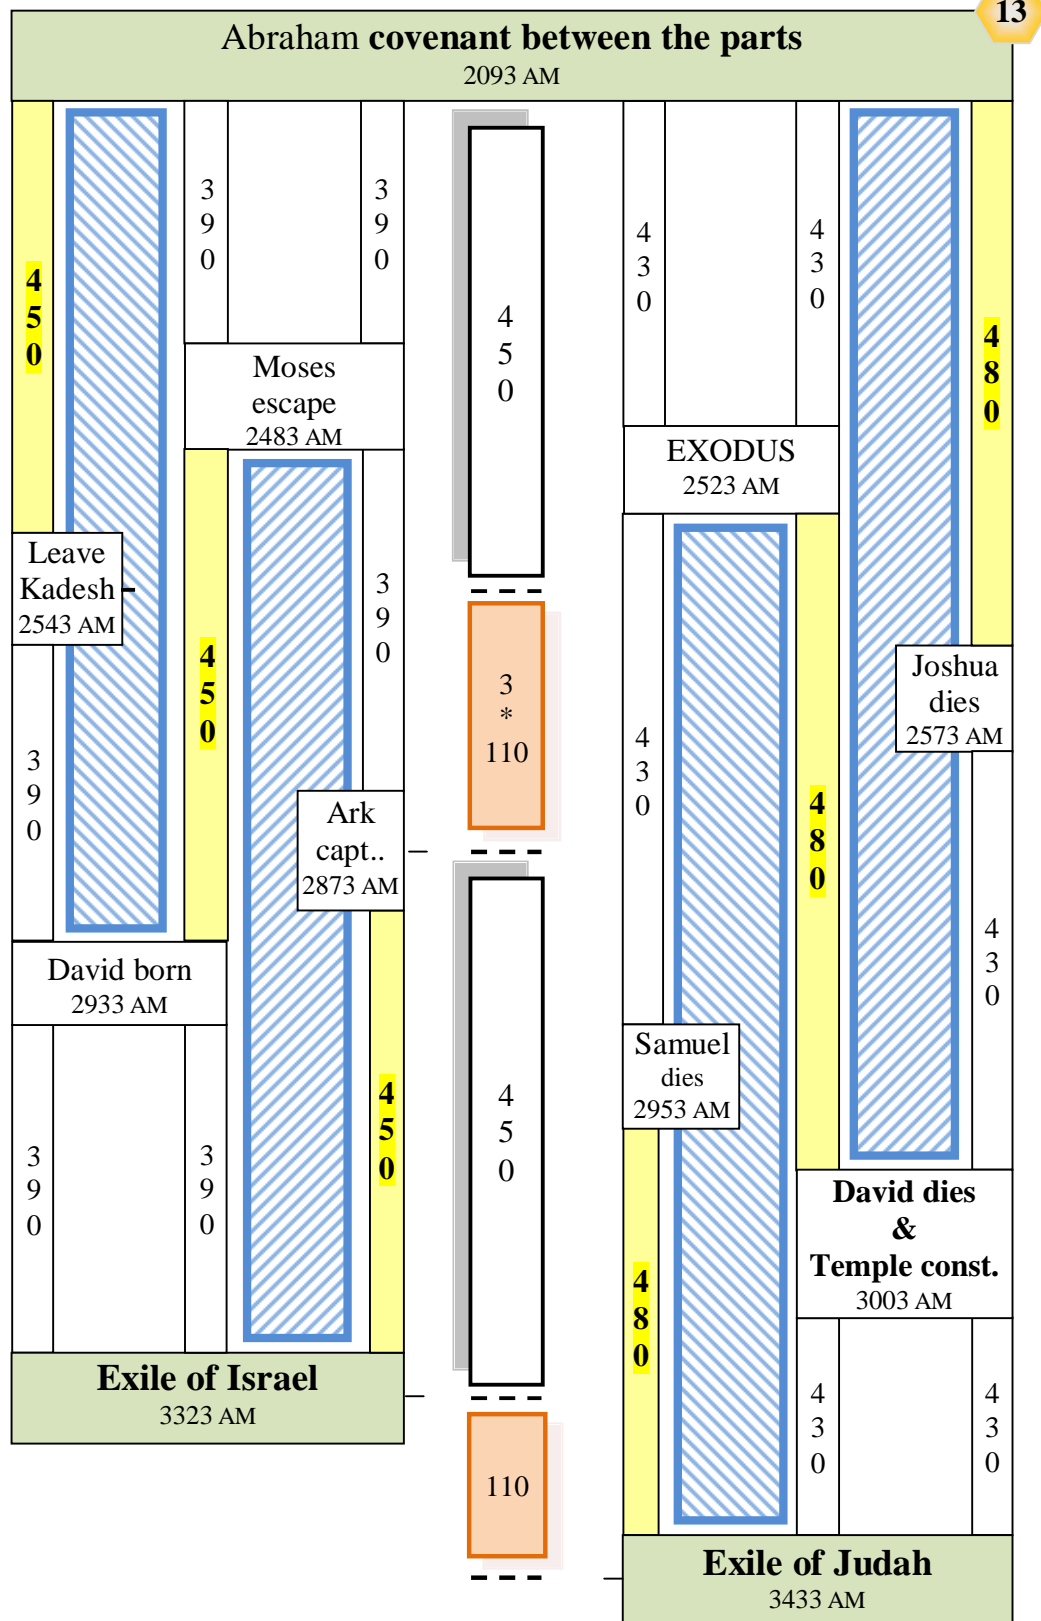 13
Abraham covenant between the parts
2093 AM
3
9
0
3
9
0
4
3
0
4
3
0
4
5
0
4
5
0
4
8
0
Moses
escape
2483 AM
EXODUS
2523 AM
Leave
Kadesh
2543 AM
3
9
0
4
5
0
3
*
110
Joshua
dies
2573 AM
3
9
0
4
3
0
4
8
0
Ark
capt..
2873 AM
4
3
0
David born
2933 AM
Samuel
dies
2953 AM
3
9
0
3
9
0
4
5
0
4
5
0
David dies
&
Temple const.
3003 AM
4
8
0
4
3
0
4
3
0
Exile of Israel
3323 AM
110
Exile of Judah
3433 AM